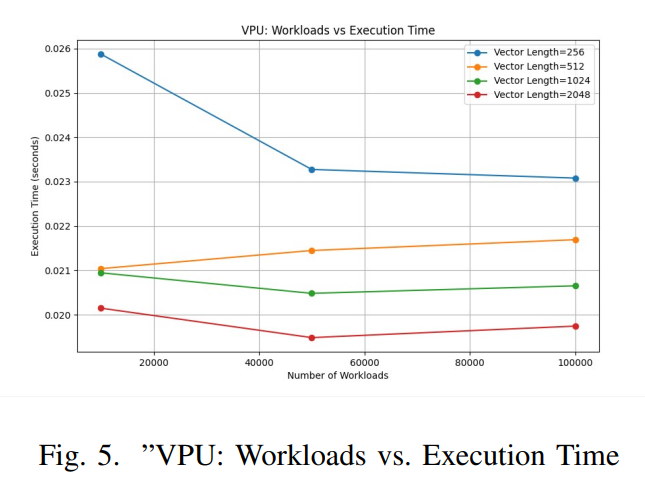 VPU: Workloads vs Execution Time
Vector Length=256
Vector Length=512
Vector Length=1024
Vector Length=2048
0.026
0.025
0.024
0.023
0.022
0.021
0.020
Execution Time (seconds)
20000 40000 60000 80000 100000
Number of Workloads
Fig. 5. ”VPU: Workloads vs. Execution Time